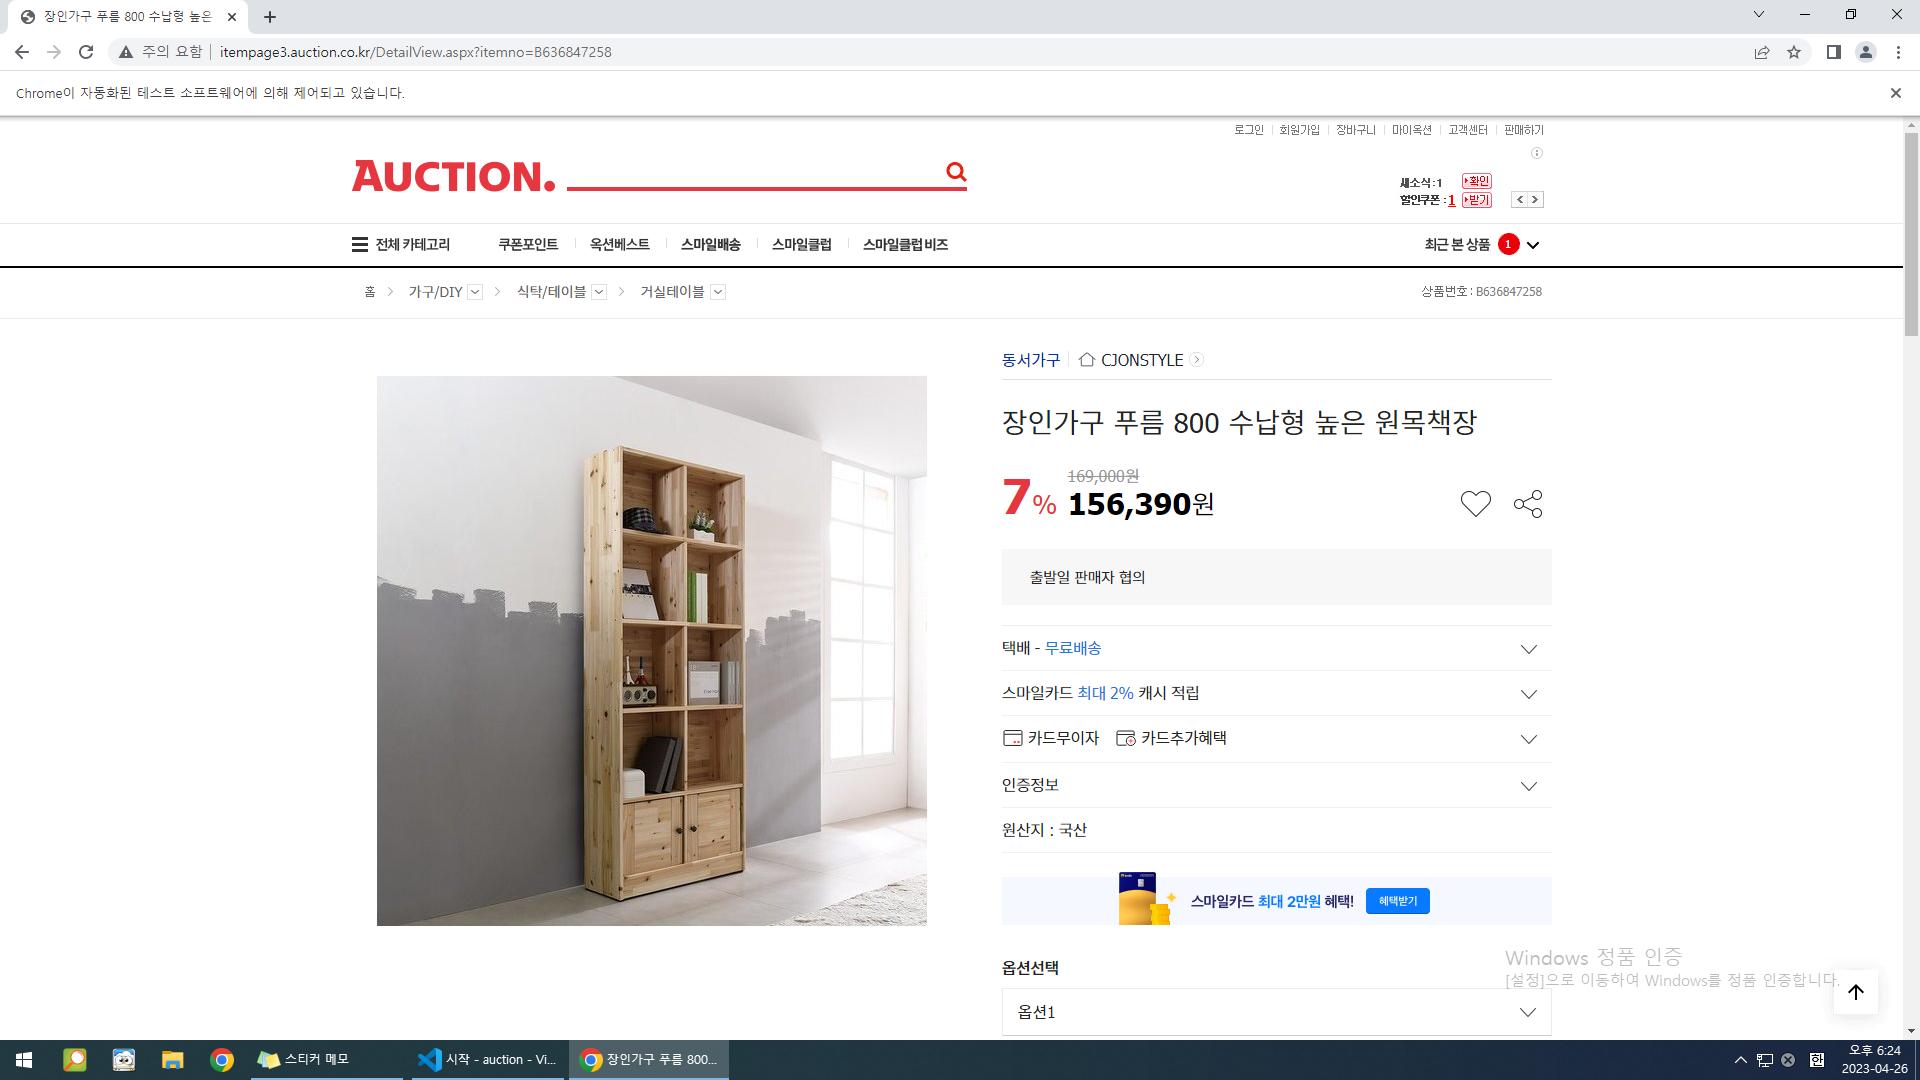 장인가구 푸름 800 수납형 높은
주의 요함
itempage3.auction.co.kr/DetailView.aspx?itemno=B636847258
Chrome이 자동화된 테스트 소프트웨어에 의해 제어되고 있습니다.
로그인 회원가입 장바구니 마이옥션 고객센터 판매하기
AUCTION.
새소식 : 1 확인
할인쿠폰 : 1 받기
전체 카테고리 쿠폰포인트 옥션베스트 스마일배송 스마일클럽 스마일클럽 비즈 최근 본 상품 1
홈 가구/DIY 식탁/테이블 거실테이블 상품번호 : B636847258
동서가구 CJONSTYLE
장인가구 푸름 800 수납형 높은 원목책장
169,000원
7% 156,390원
출발일 판매자 협의
택배 - 무료배송
스마일카드 최대 2% 캐시 적립
카드무이자 카드추가혜택
인증정보
원산지 : 국산
스마일카드 최대 2만원 혜택! 혜택받기
옵션선택
옵션1
Windows 정품 인증
[설정]으로 이동하여 Windows를 정품 인증합니다.
스티커 메모 시작 - auction - Vi... 장인가구 푸름 800... 한 오후 6:24
2023-04-26